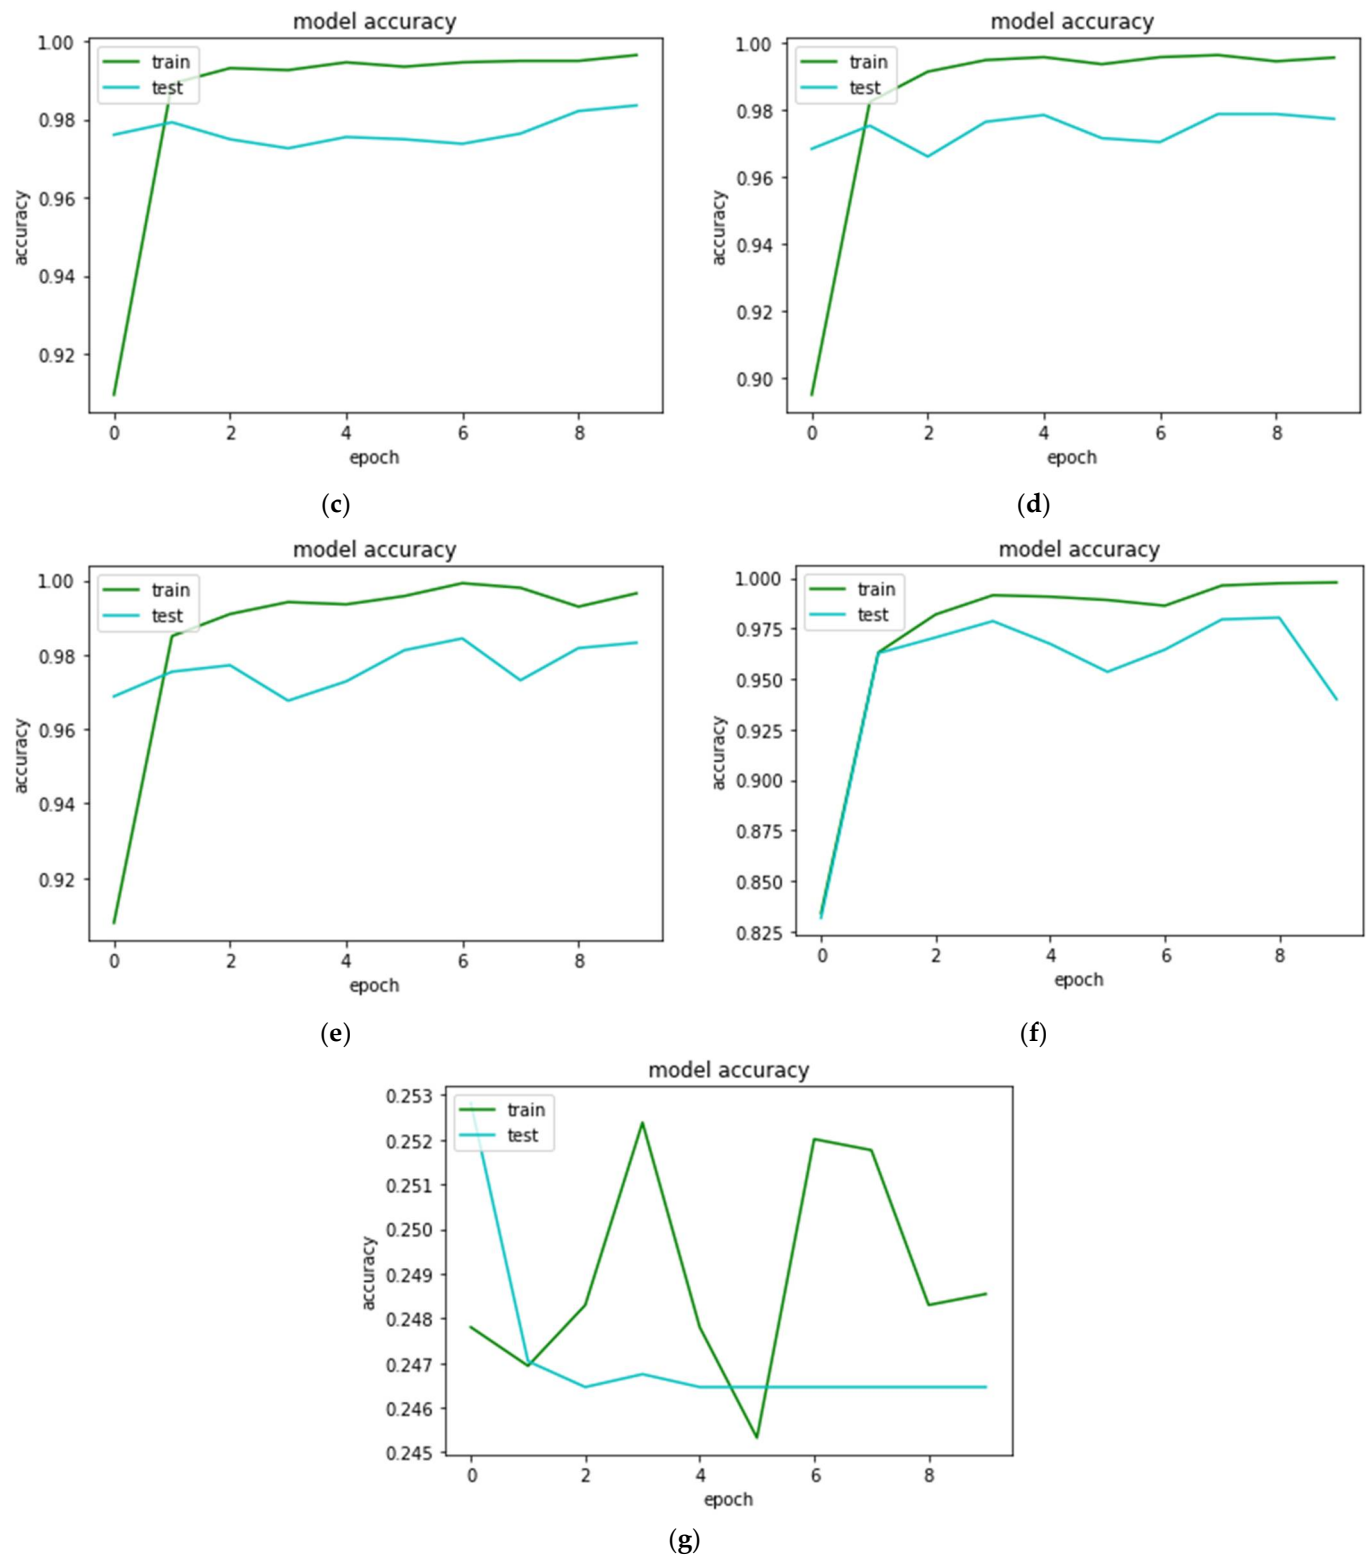 model accuracy
train
test
1.00
0.98
0.96
0.94
0.92
accuracy
0 2 4 6 8
epoch
(c)
model accuracy
train
test
1.00
0.98
0.96
0.94
0.92
0.90
accuracy
0 2 4 6 8
epoch
(d)
model accuracy
train
test
1.00
0.98
0.96
0.94
0.92
accuracy
0 2 4 6 8
epoch
(e)
model accuracy
train
test
1.000
0.975
0.950
0.925
0.900
0.875
0.850
0.825
accuracy
0 2 4 6 8
epoch
(f)
model accuracy
train
test
0.253
0.252
0.251
0.250
0.249
0.248
0.247
0.246
0.245
accuracy
0 2 4 6 8
epoch
(g)